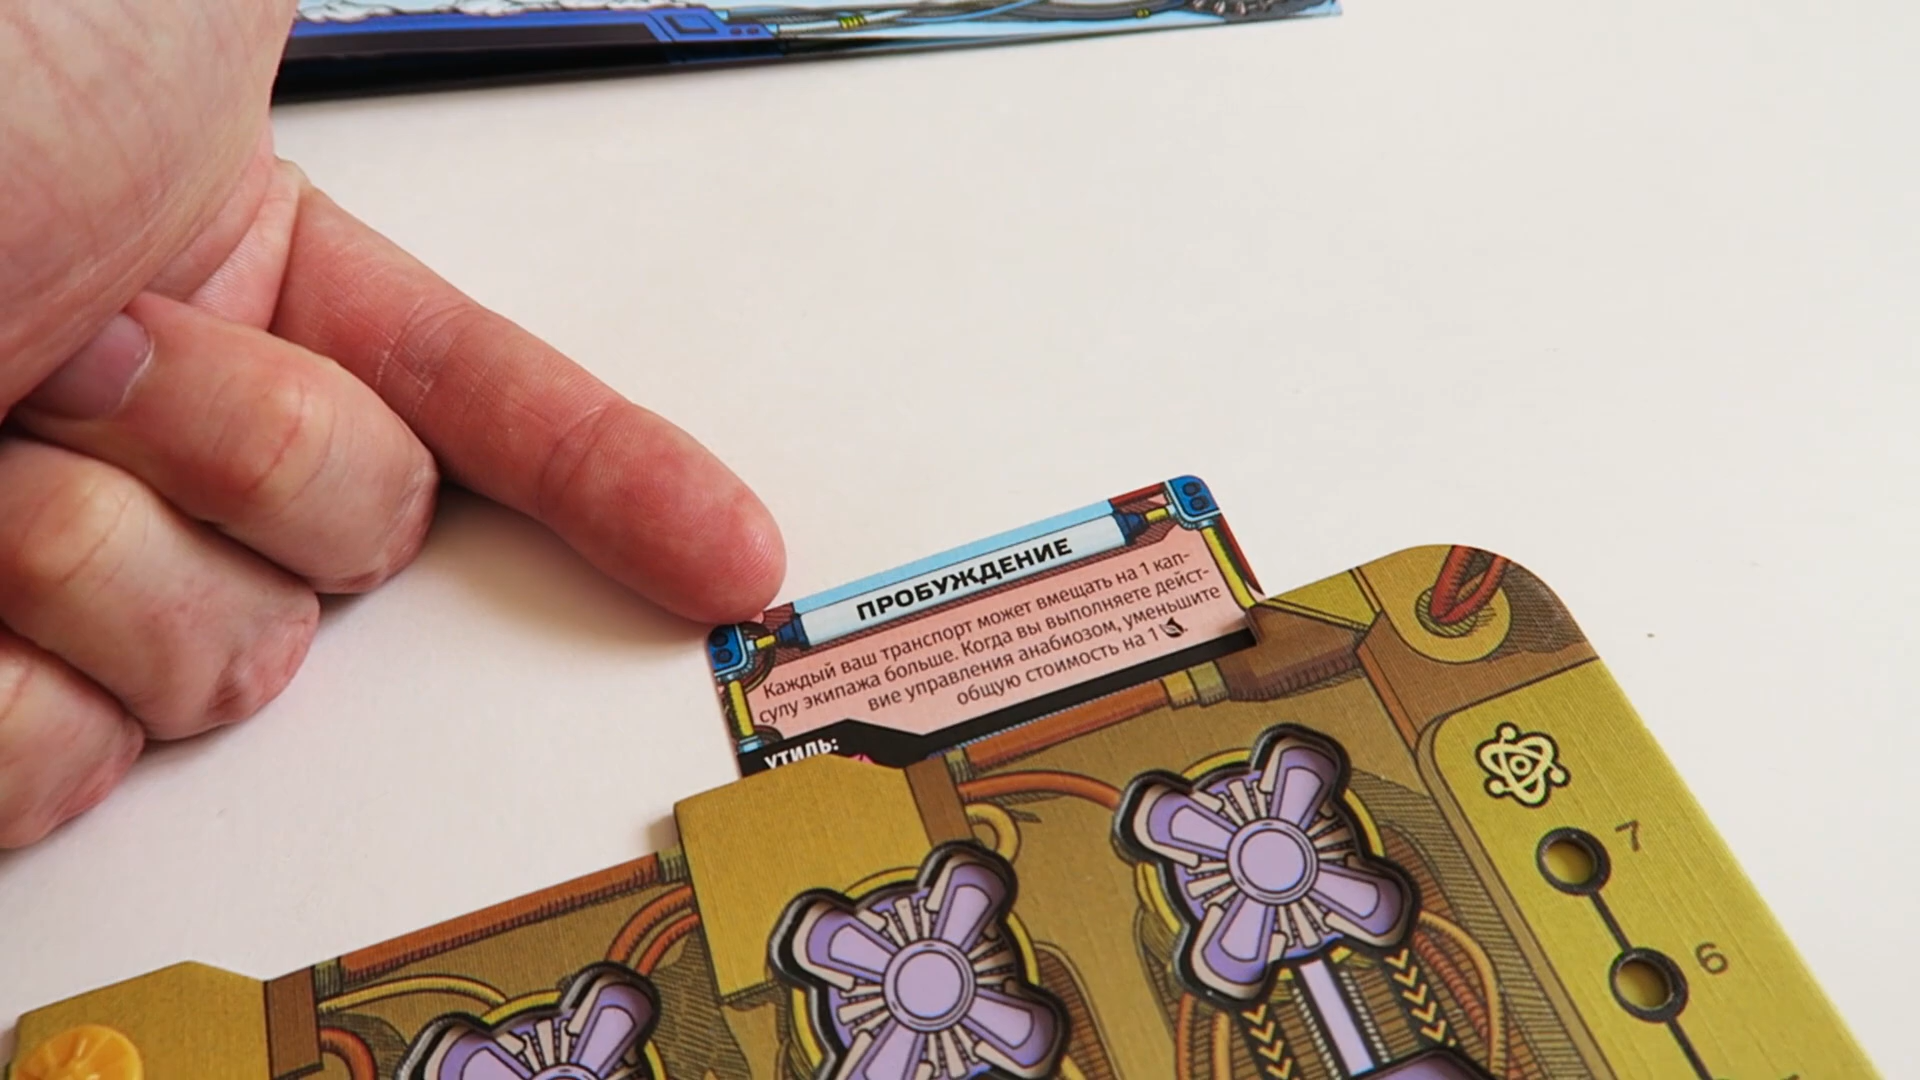 ПРОБУЖДЕНИЕ
Каждый ваш транспорт может вмещать на 1 кап-
сулу экипажа больше. Когда вы выполняете дейст-
вие управления анабиозом, уменьшите
общую стоимость на 1
УТИЛЬ:
7
6